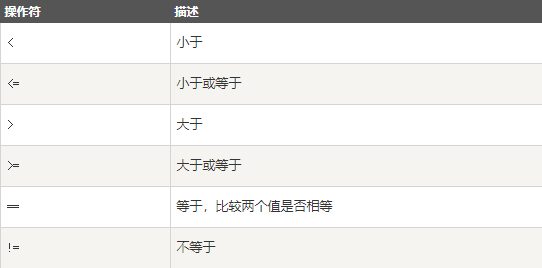 操作符 描述
< 小于
<= 小于或等于
> 大于
>= 大于或等于
== 等于，比较两个值是否相等
!= 不等于